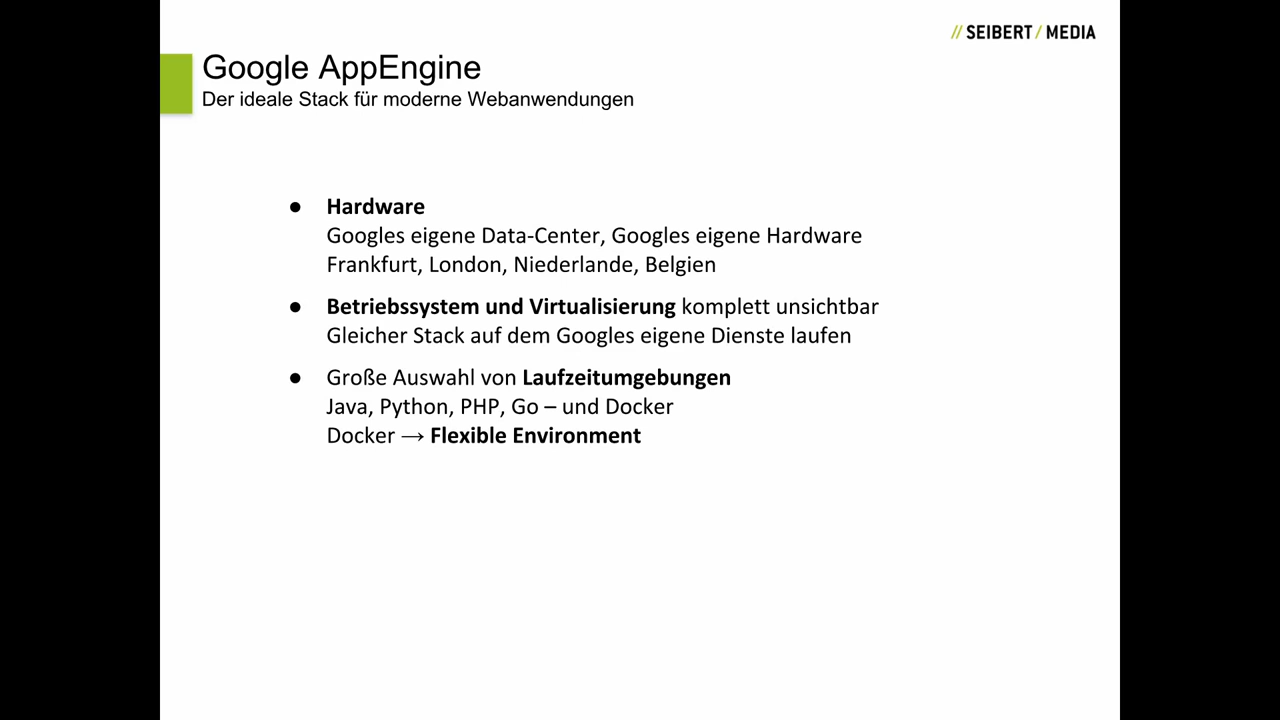 // SEIBERT / MEDIA
Google AppEngine
Der ideale Stack für moderne Webanwendungen
● Hardware
Googles eigene Data-Center, Googles eigene Hardware
Frankfurt, London, Niederlande, Belgien
● Betriebssystem und Virtualisierung komplett unsichtbar
Gleicher Stack auf dem Googles eigene Dienste laufen
● Große Auswahl von Laufzeitumgebungen
Java, Python, PHP, Go – und Docker
Docker → Flexible Environment